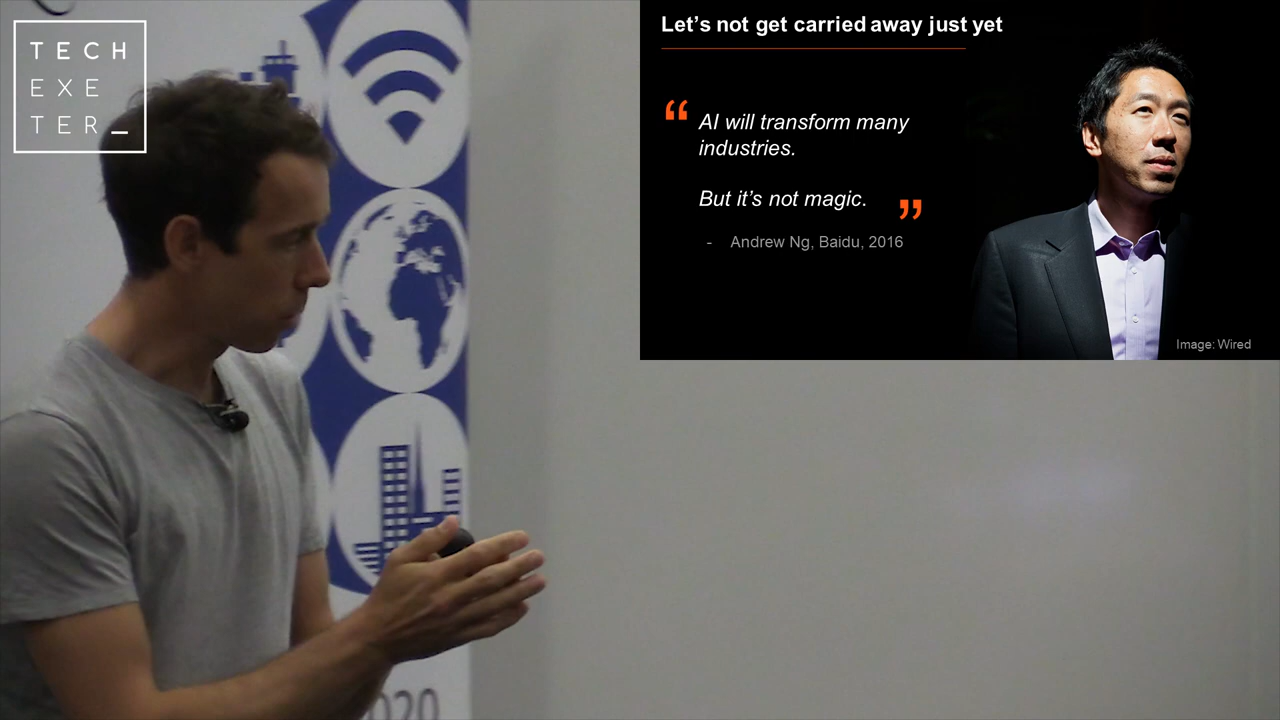 TECH
EXE
TER_
Let's not get carried away just yet
“ AI will transform many
industries.
But it's not magic. ”
- Andrew Ng, Baidu, 2016
Image: Wired
020